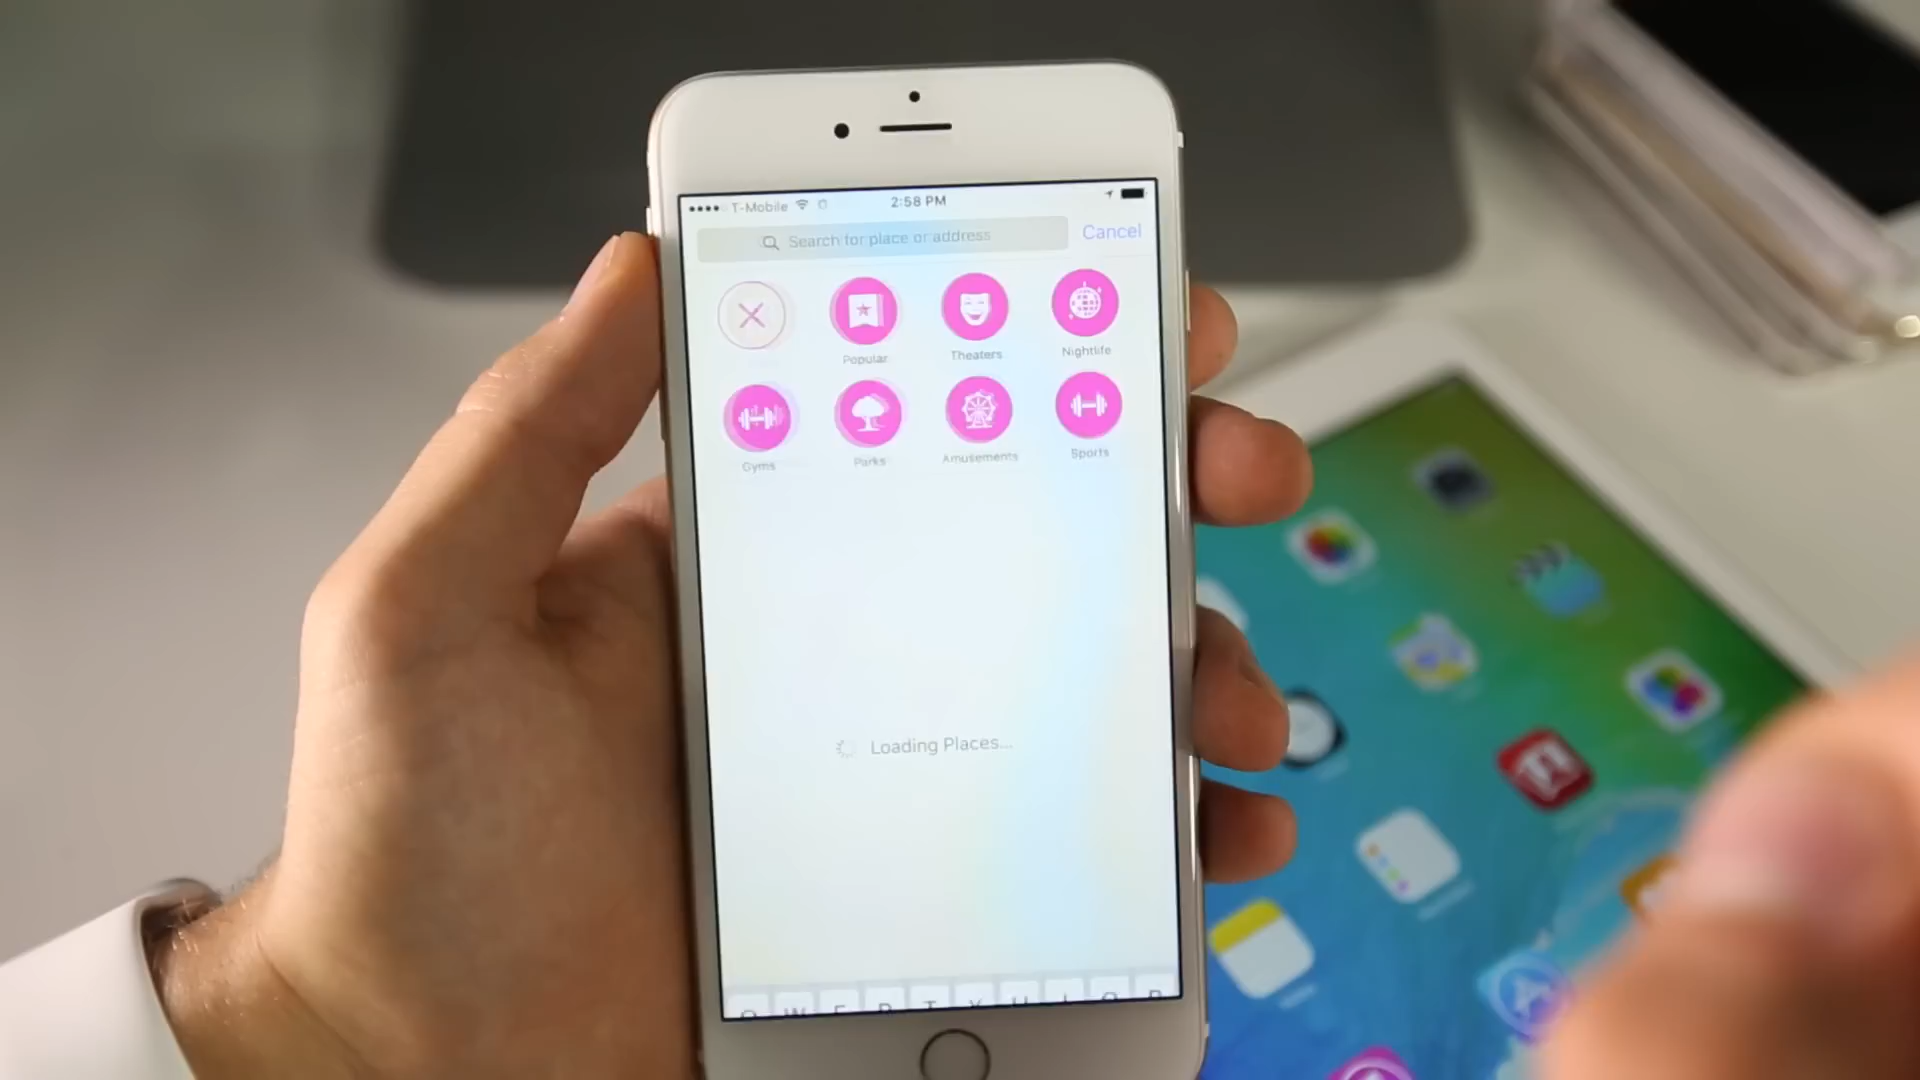 T-Mobile 2:58 PM
Search for place or address Cancel
Popular Theaters Nightlife
Gyms Parks Amusements Sports
Loading Places...
Q W E R T Y U I O P